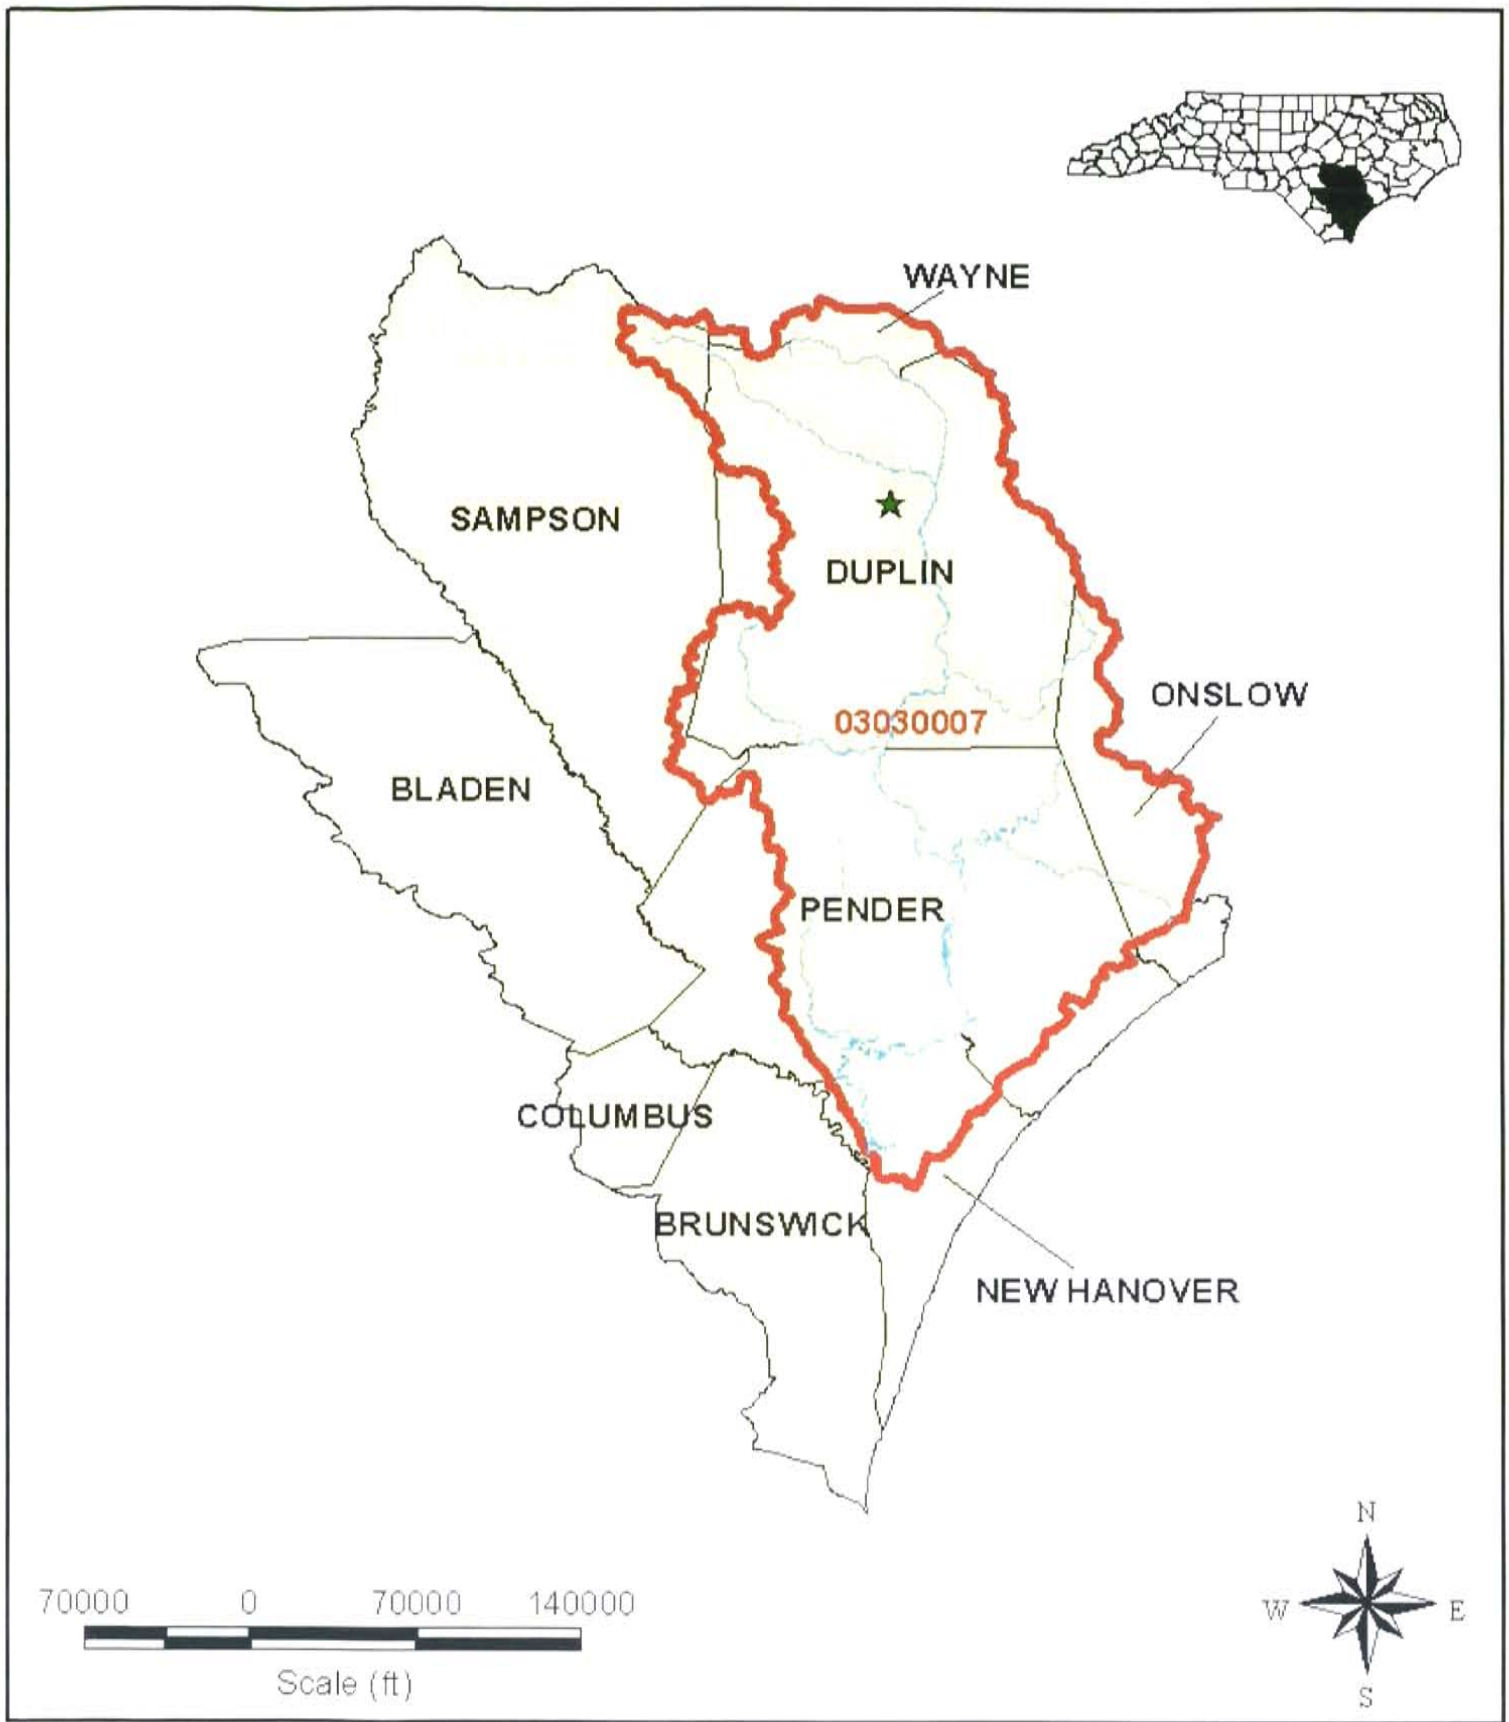 WAYNE
SAMPSON
DUPLIN
ONSLOW
03030007
BLADEN
PENDER
COLUMBUS
BRUNSWICK
NEW HANOVER
N
W E
S
70000 0 70000 140000
Scale (ft)